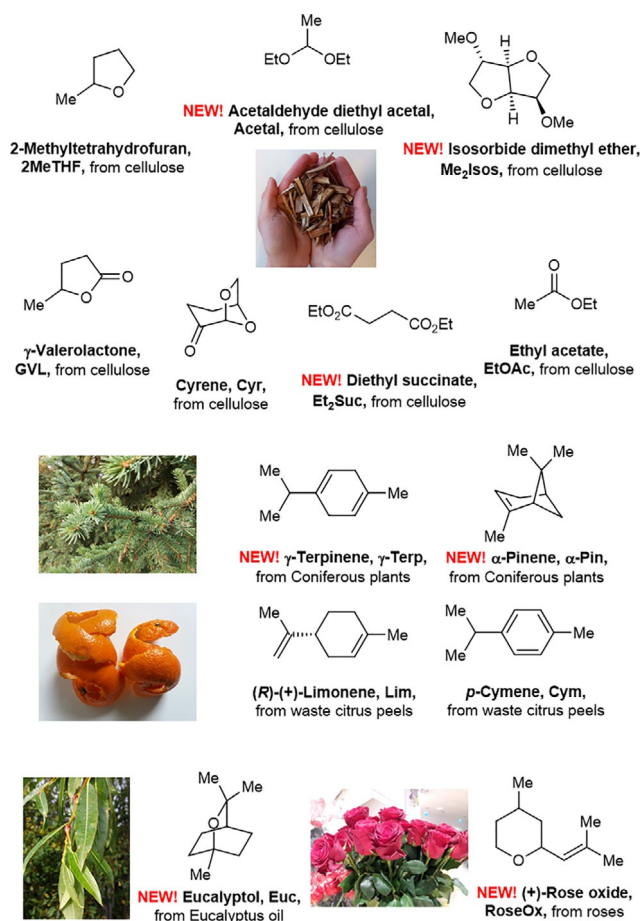 Me
O
2-Methyltetrahydrofuran,
2MeTHF, from cellulose
Me
EtO OEt
NEW! Acetaldehyde diethyl acetal,
Acetal, from cellulose
MeO
H
O
O
H
OMe
NEW! Isosorbide dimethyl ether,
Me₂Isos, from cellulose
O
O
Me
γ-Valerolactone,
GVL, from cellulose
O
O
O
Cyrene, Cyr,
from cellulose
EtO₂C
CO₂Et
NEW! Diethyl succinate,
Et₂Suc, from cellulose
O
Me OEt
Ethyl acetate,
EtOAc, from cellulose
Me
Me
Me
NEW! γ-Terpinene, γ-Terp,
from Coniferous plants
Me
Me
Me
NEW! α-Pinene, α-Pin,
from Coniferous plants
Me
Me
(R)-(+)-Limonene, Lim,
from waste citrus peels
Me
Me
Me
p-Cymene, Cym,
from waste citrus peels
Me
Me
O
Me
NEW! Eucalyptol, Euc,
from Eucalyptus oil
Me
Me
O
Me
NEW! (+)-Rose oxide,
RoseOx, from roses